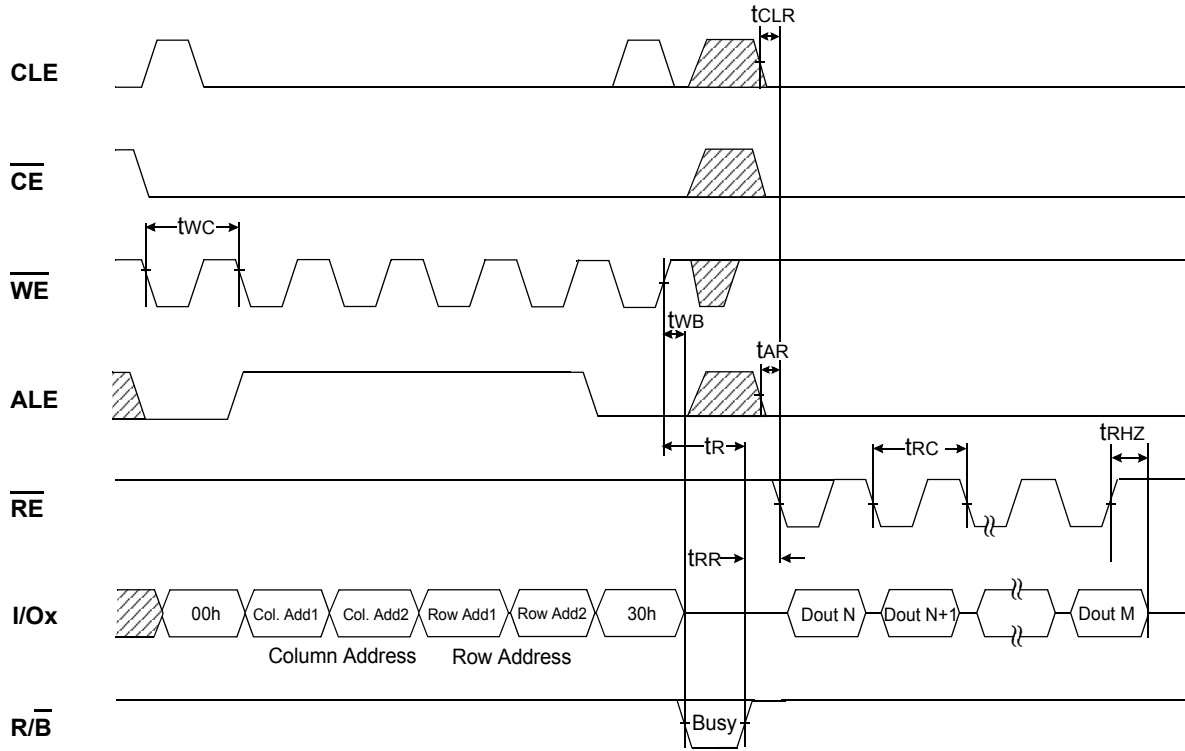 tCLR
CLE
CE
tWC
WE
tWB
tAR
ALE
tR
tRC
tRHZ
RE
tRR
I/Ox
00h Col. Add1 Col. Add2 Row Add1 Row Add2 30h Dout N Dout N+1 Dout M
Column Address Row Address
R/B
Busy